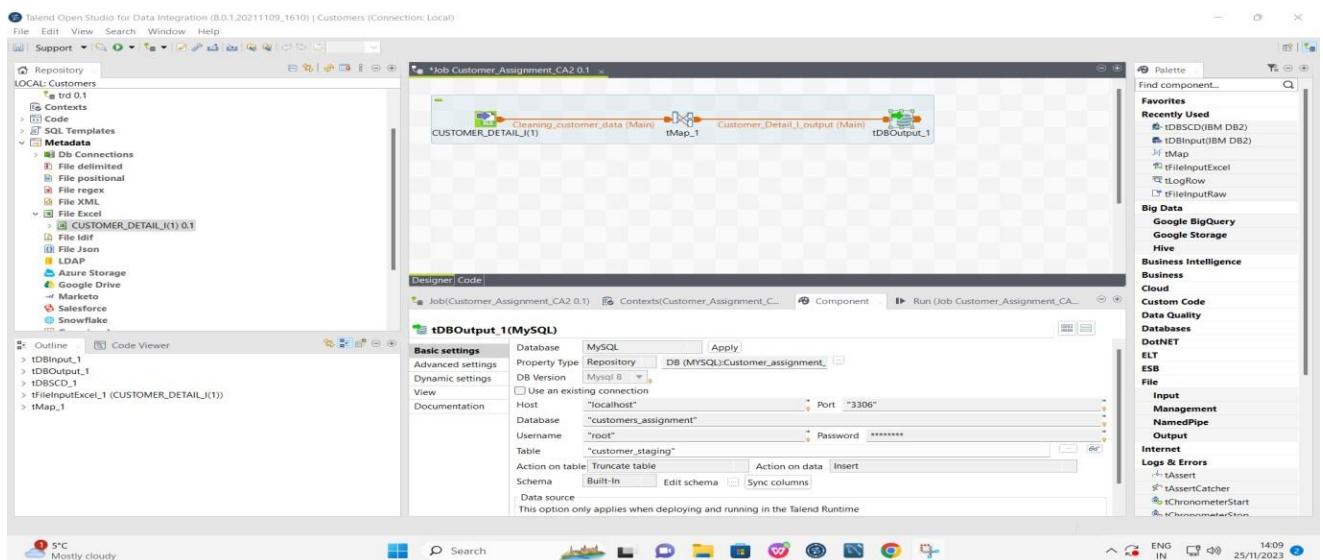 Talend Open Studio for Data Integration (8.0.1.20211109_1610) | Customers (Connection: Local)
File Edit View Search Window Help
Support
Repository
LOCAL: Customers
trd 0.1
Contexts
Code
SQL Templates
Metadata
Db Connections
File delimited
File positional
File regex
File XML
File Excel
CUSTOMER_DETAIL_I(1) 0.1
File ldif
File Json
LDAP
Azure Storage
Google Drive
Marketo
Salesforce
Snowflake
Outline Code Viewer
tDBInput_1
tDBOutput_1
tDBSCD_1
tFileInputExcel_1 (CUSTOMER_DETAIL_I(1))
tMap_1
*Job Customer_Assignment_CA2 0.1
Cleaning_customer_data (Main)
Customer_Detail_I_output (Main)
CUSTOMER_DETAIL_I(1)
tMap_1
tDBOutput_1
Designer Code
Job(Customer_Assignment_CA2 0.1) Contexts(Customer_Assignment_C... Component Run (Job Customer_Assignment_CA...
tDBOutput_1(MySQL)
Basic settings
Advanced settings
Dynamic settings
View
Documentation
Database MySQL Apply
Property Type Repository DB (MYSQL):Customer_assignment_
DB Version Mysql 8
Use an existing connection
Host "localhost" Port "3306"
Database "customers_assignment"
Username "root" Password ********
Table "customer_staging"
Action on table Truncate table Action on data Insert
Schema Built-In Edit schema Sync columns
Data source
This option only applies when deploying and running in the Talend Runtime
Palette
Find component...
Favorites
Recently Used
tDBSCD(IBM DB2)
tDBInput(IBM DB2)
tMap
tFileInputExcel
tLogRow
tFileInputRaw
Big Data
Google BigQuery
Google Storage
Hive
Business Intelligence
Business
Cloud
Custom Code
Data Quality
Databases
DotNET
ELT
ESB
File
Input
Management
NamedPipe
Output
Internet
Logs & Errors
tAssert
tAssertCatcher
tChronometerStart
tChronometerStop
1
5°C
Mostly cloudy
Search
ENG
IN
14:09
25/11/2023
2